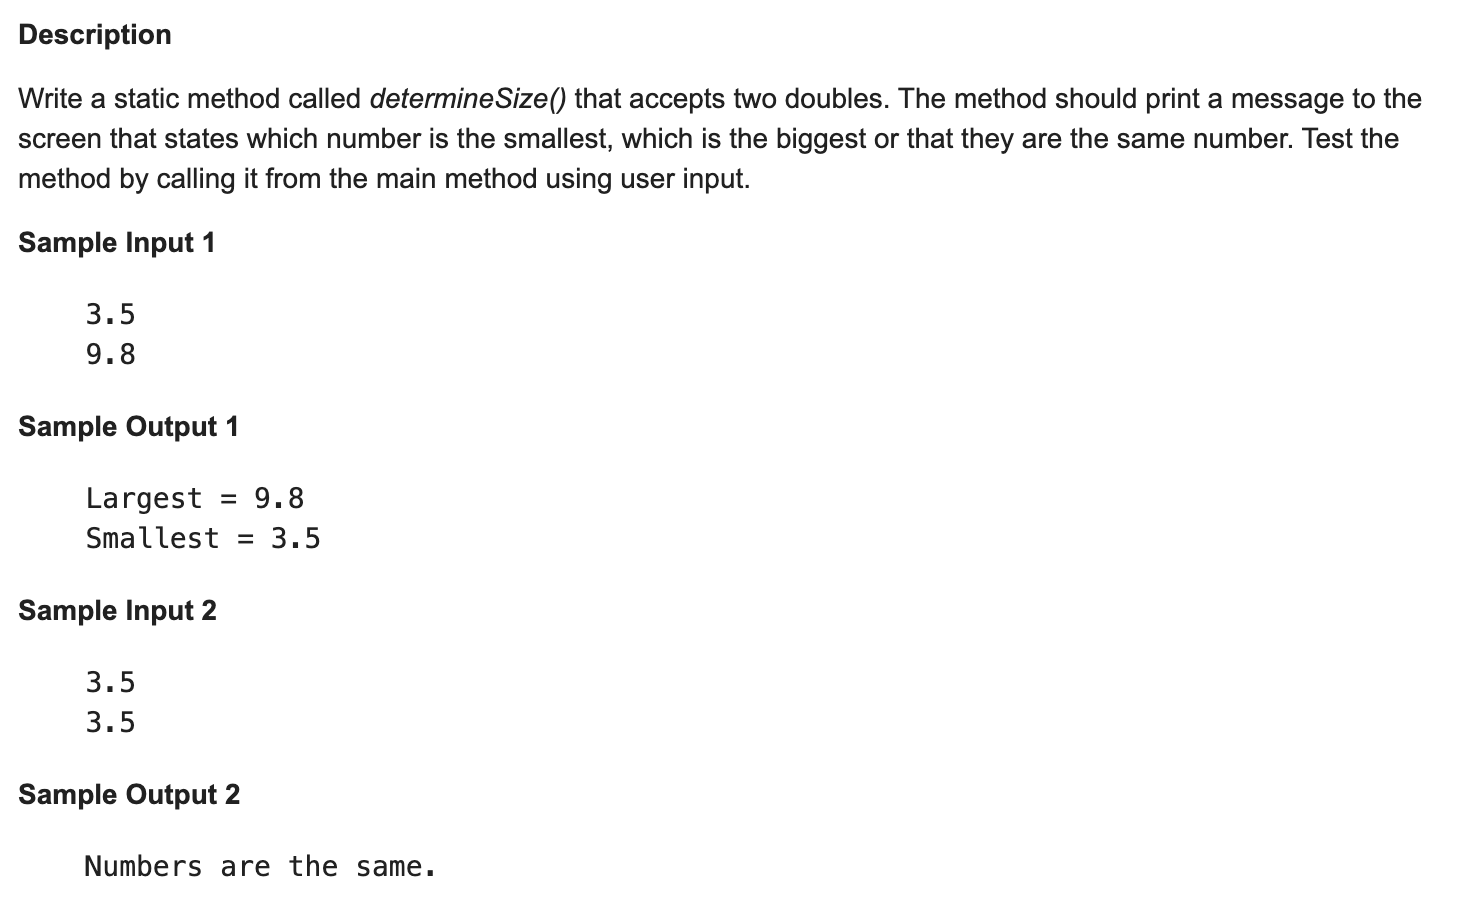 Description
Write a static method called determineSize() that accepts two doubles. The method should print a message to the
screen that states which number is the smallest, which is the biggest or that they are the same number. Test the
method by calling it from the main method using user input.
Sample Input 1
3.5
9.8
Sample Output 1
Largest = 9.8
Smallest = 3.5
Sample Input 2
3.5
3.5
Sample Output 2
Numbers are the same.